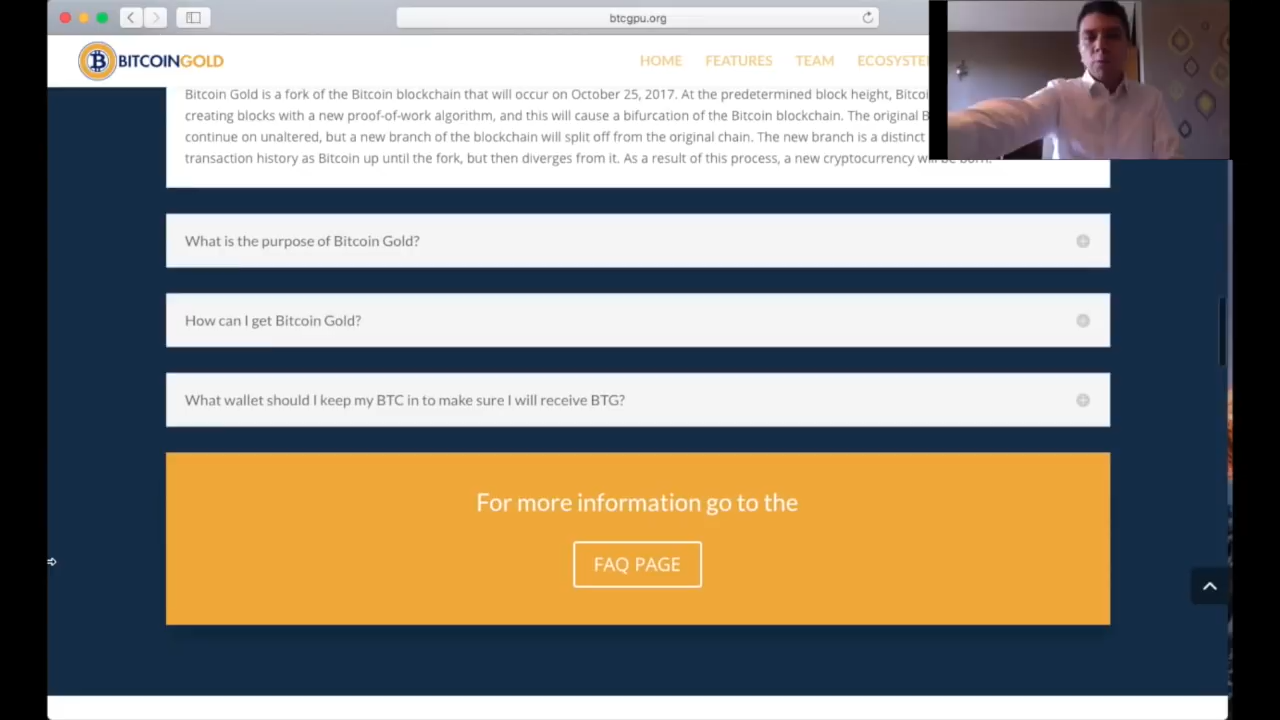 btcgpu.org
BITCOINGOLD
HOME FEATURES TEAM
Bitcoin Gold is a fork of the Bitcoin blockchain that will occur on October 25, 2017. At the predetermined block height,
creating blocks with a new proof-of-work algorithm, and this will cause a bifurcation of the Bitcoin blockchain. The original
continue on unaltered, but a new branch of the blockchain will split off from the original chain. The new branch is a distinct
transaction history as Bitcoin up until the fork, but then diverges from it. As a result of this process, a new cryptocurrency will be born.
What is the purpose of Bitcoin Gold?
How can I get Bitcoin Gold?
What wallet should I keep my BTC in to make sure I will receive BTG?
For more information go to the
FAQ PAGE